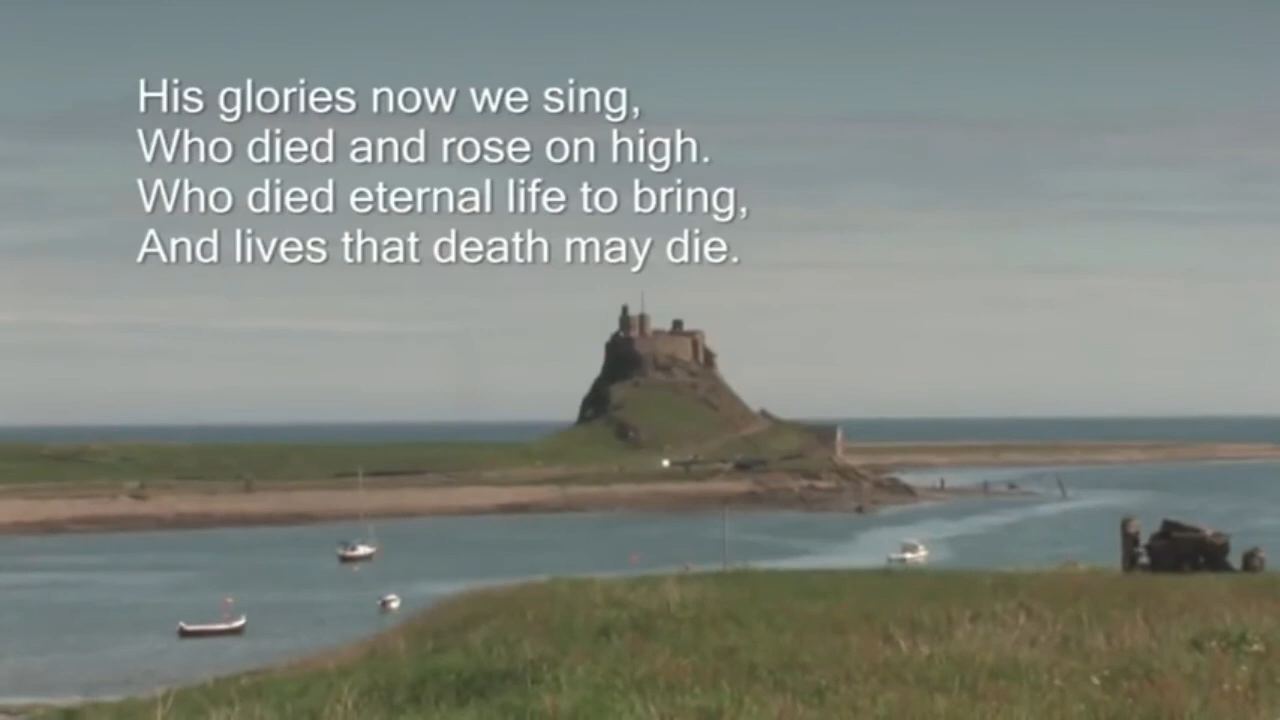 His glories now we sing,
Who died and rose on high.
Who died eternal life to bring,
And lives that death may die.